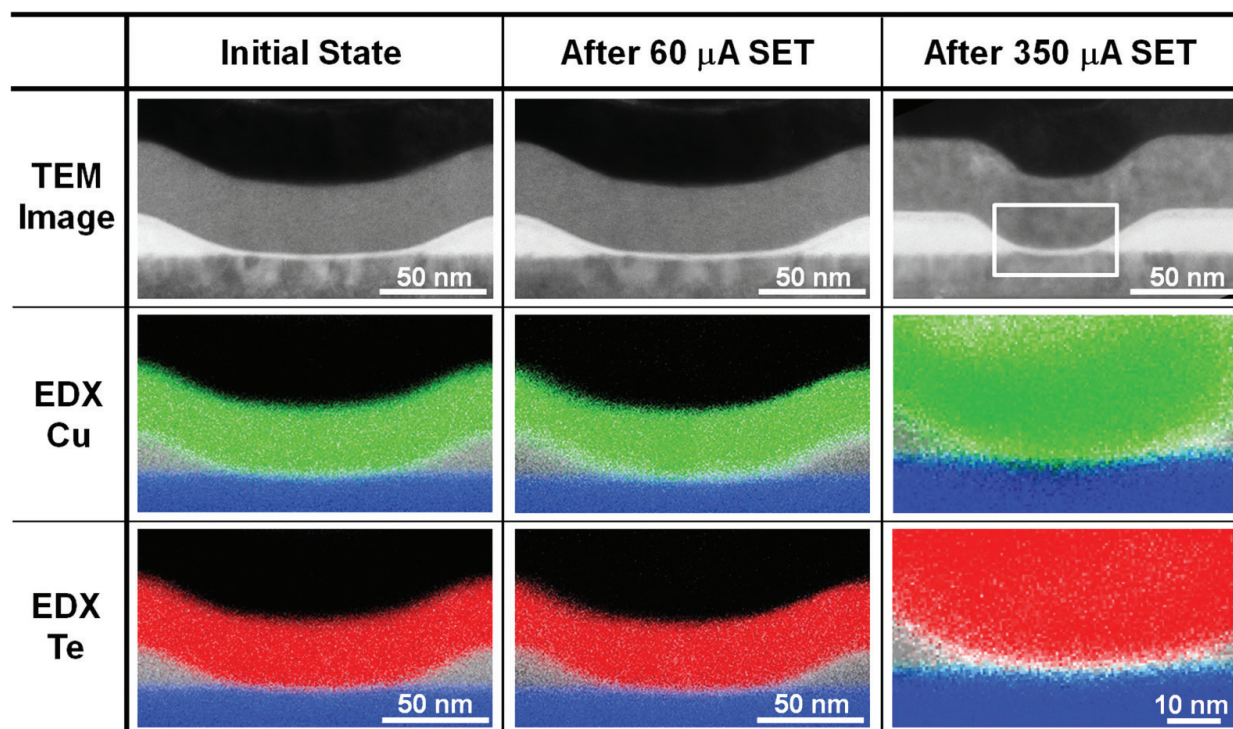 Initial State
After 60 μA SET
After 350 μA SET
TEM
Image
50 nm
50 nm
50 nm
EDX
Cu
EDX
Te
50 nm
50 nm
10 nm